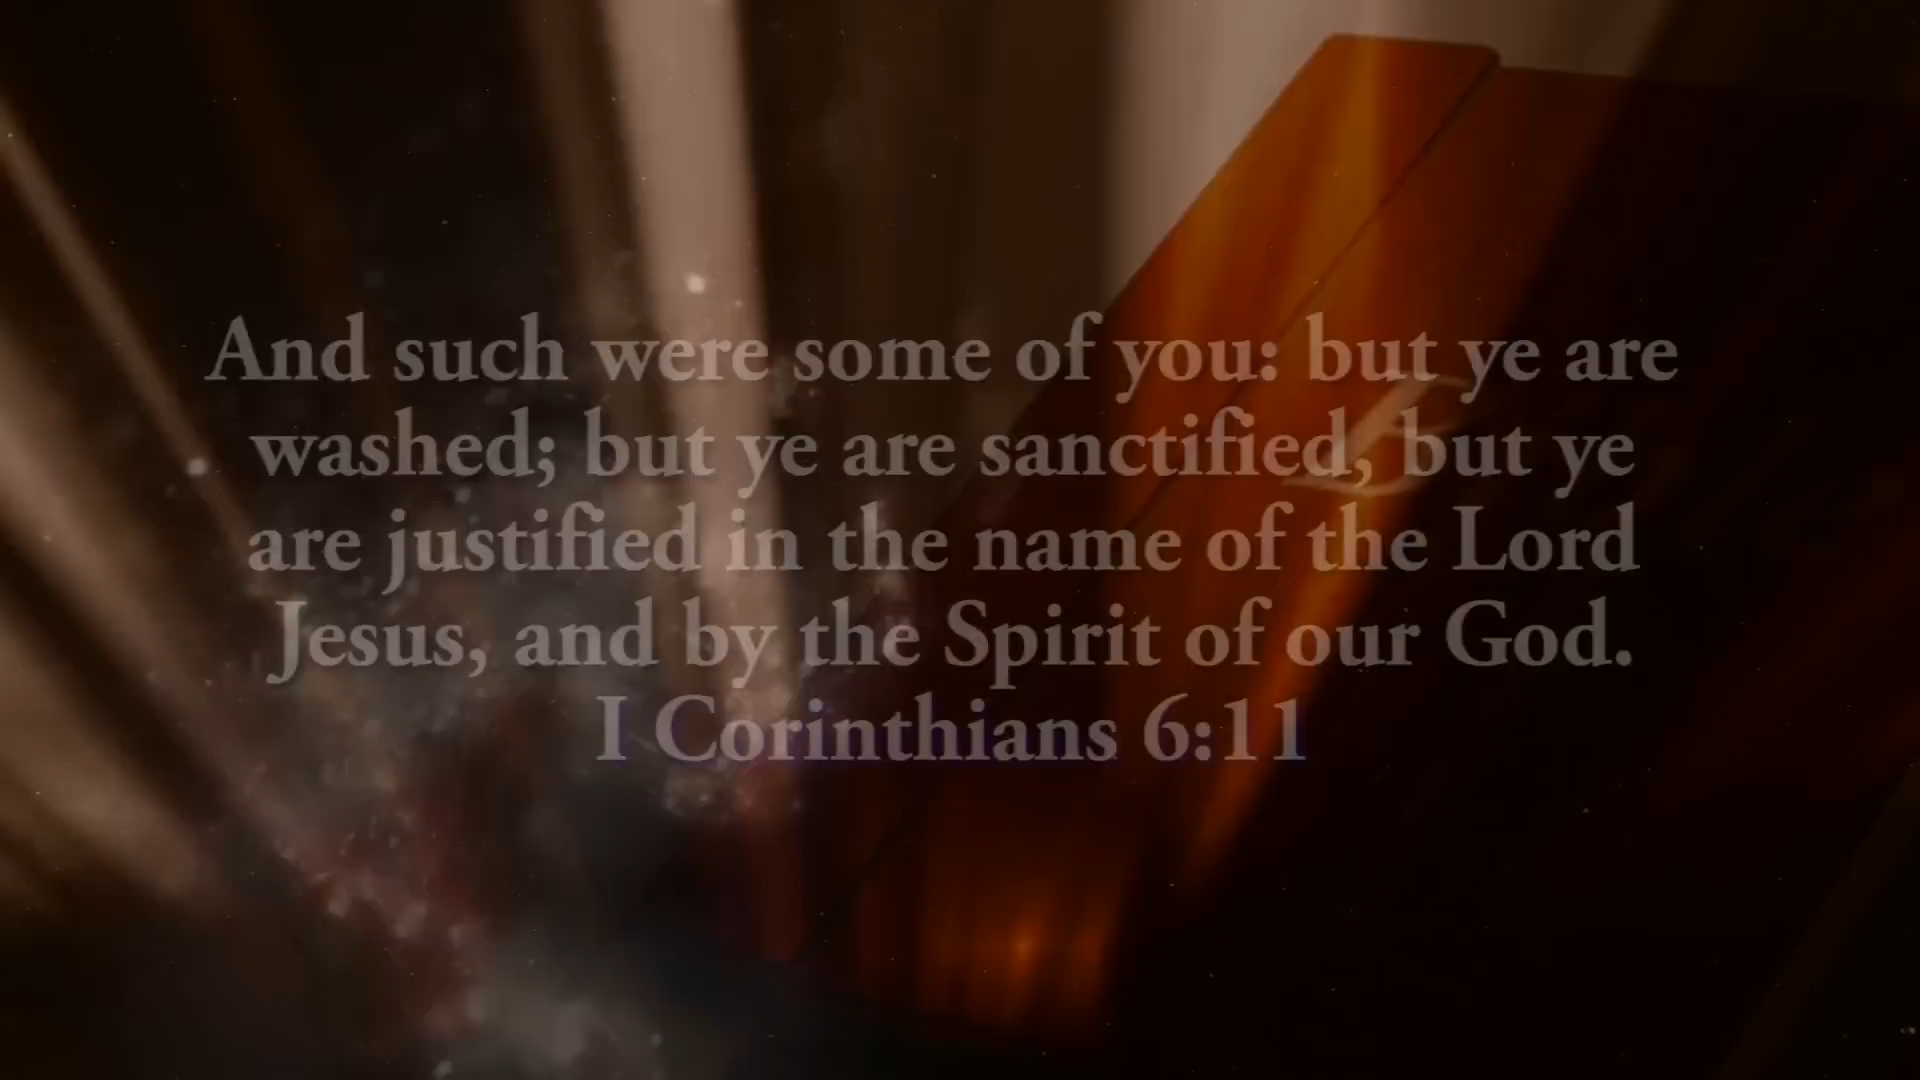 And such were some of you: but ye are
washed; but ye are sanctified, but ye
are justified in the name of the Lord
Jesus, and by the Spirit of our God.
I Corinthians 6:11